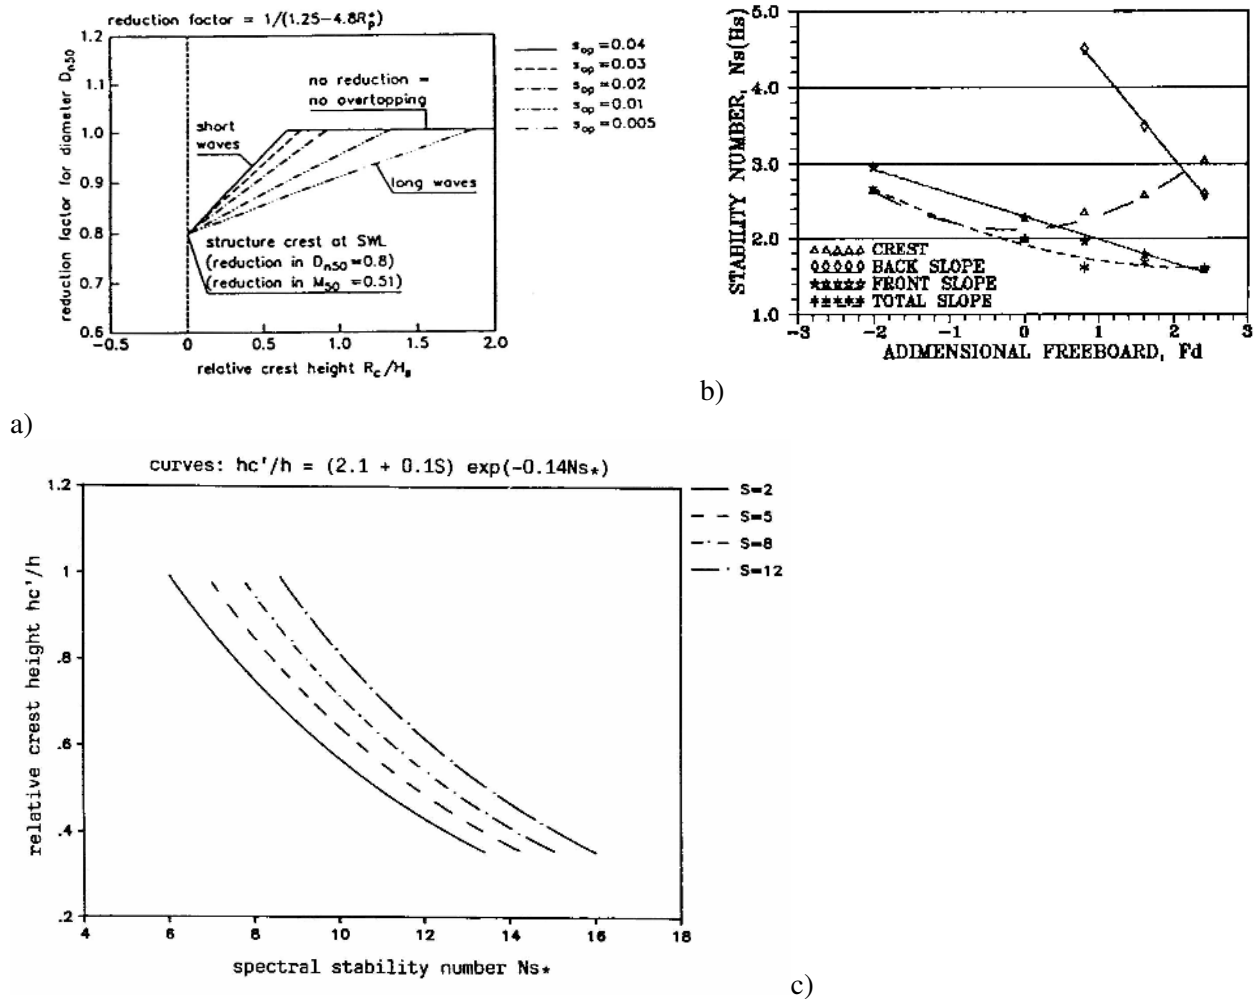 reduction factor = 1/(1.25−4.8R*p)
1.2
1.1
1.0
0.9
0.8
0.7
0.6
reduction factor for diameter Dn50
no reduction =
no overtopping
short
waves
long waves
structure crest at SWL
(reduction in Dn50=0.8)
(reduction in M50 =0.51)
−0.5 0.0 0.5 1.0 1.5 2.0
relative crest height Rc/Hs
sop=0.04
sop=0.03
sop=0.02
sop=0.01
sop=0.005
a)
5.0
4.0
3.0
2.0
1.0
STABILITY NUMBER, Ns(Hs)
CREST
BACK SLOPE
FRONT SLOPE
TOTAL SLOPE
−3 −2 −1 0 1 2 3
ADIMENSIONAL FREEBOARD, Fd
b)
curves: hc'/h = (2.1 + 0.1S) exp(-0.14Ns*)
1.2
1
.8
.6
.4
.2
relative crest height hc'/h
S=2
S=5
S=8
S=12
4 6 8 10 12 14 16 18
spectral stability number Ns*
c)